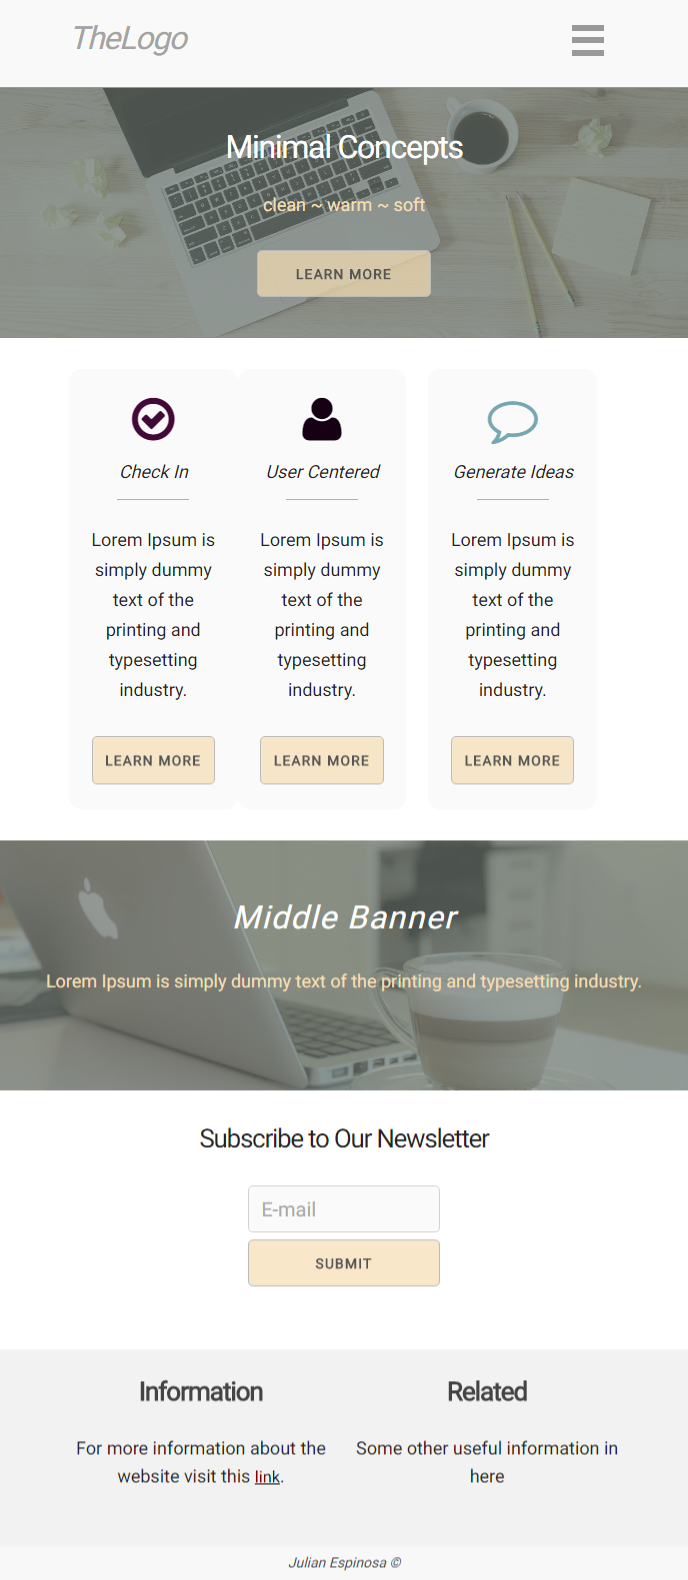 TheLogo
Minimal Concepts
clean ~ warm ~ soft
LEARN MORE
Check In
Lorem Ipsum is
simply dummy
text of the
printing and
typesetting
industry.
LEARN MORE
User Centered
Lorem Ipsum is
simply dummy
text of the
printing and
typesetting
industry.
LEARN MORE
Generate Ideas
Lorem Ipsum is
simply dummy
text of the
printing and
typesetting
industry.
LEARN MORE
Middle Banner
Lorem Ipsum is simply dummy text of the printing and typesetting industry.
Subscribe to Our Newsletter
E-mail
SUBMIT
Information
For more information about the
website visit this link.
Related
Some other useful information in
here
Julian Espinosa ©